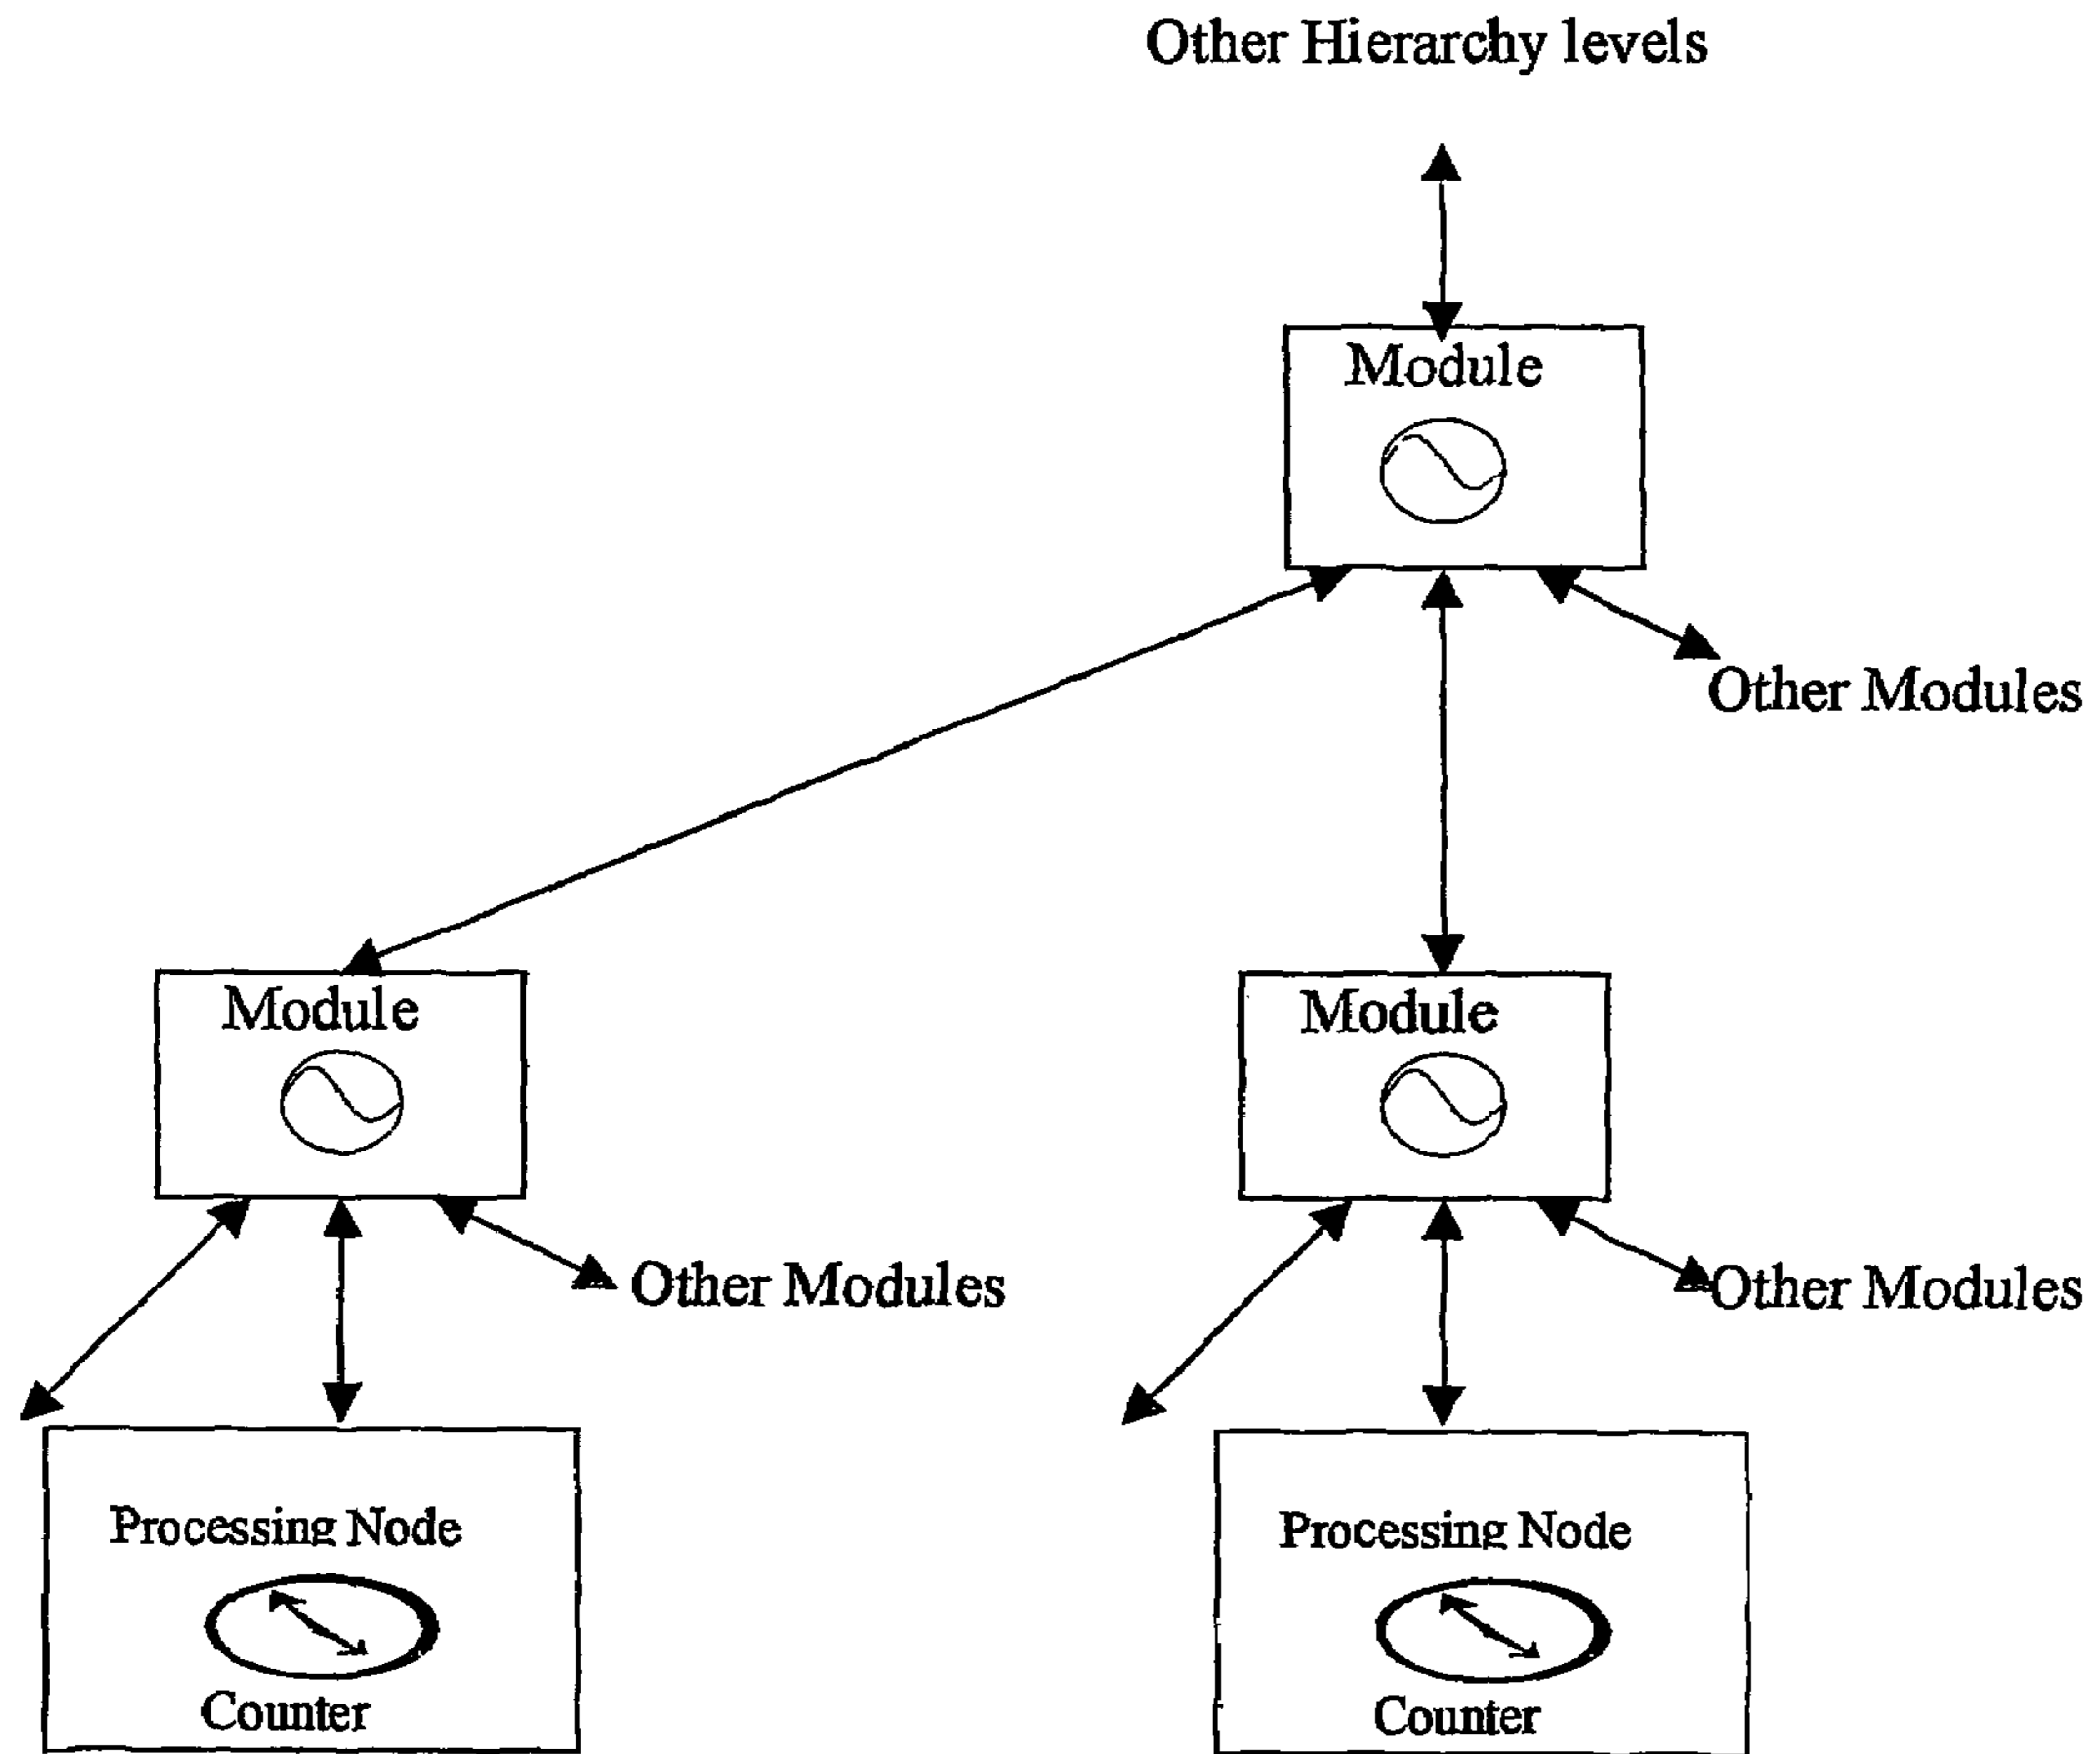 Other Hierarchy levels
Module
Other Modules
Module
Module
Other Modules
Other Modules
Processing Node
Processing Node
Counter
Counter